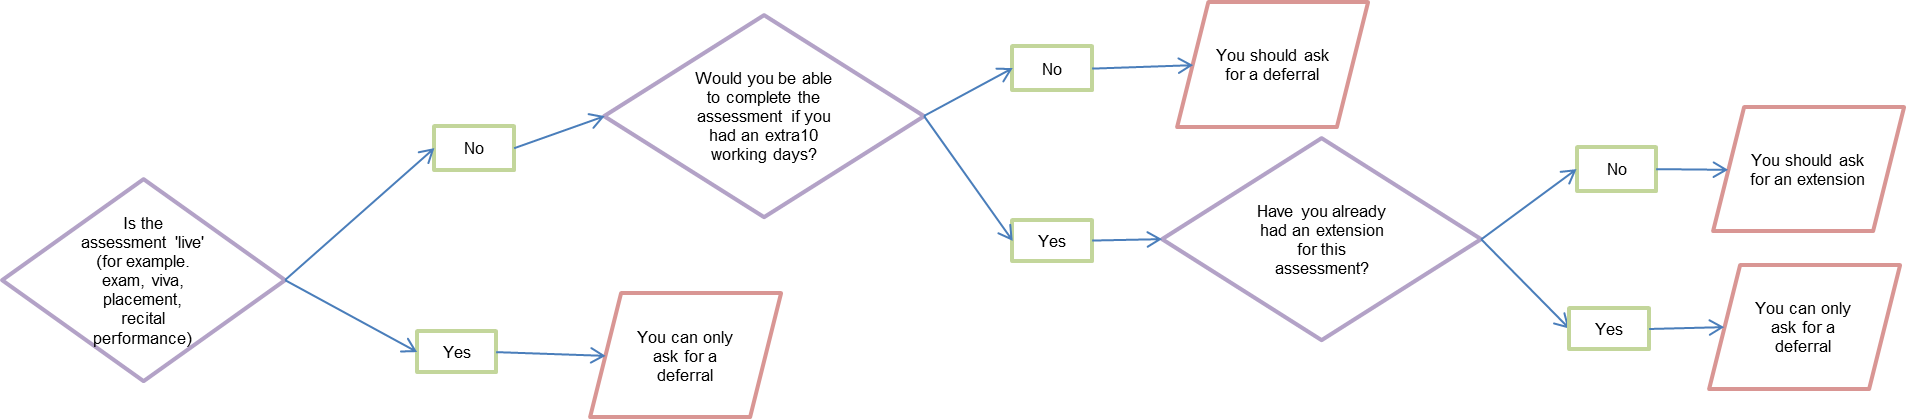 Is the
assessment 'live'
(for example.
exam, viva,
placement,
recital
performance)
No
Yes
You can only
ask for a
deferral
Would you be able
to complete the
assessment if you
had an extra10
working days?
No
You should ask
for a deferral
Yes
Have you already
had an extension
for this
assessment?
No
You should ask
for an extension
Yes
You can only
ask for a
deferral